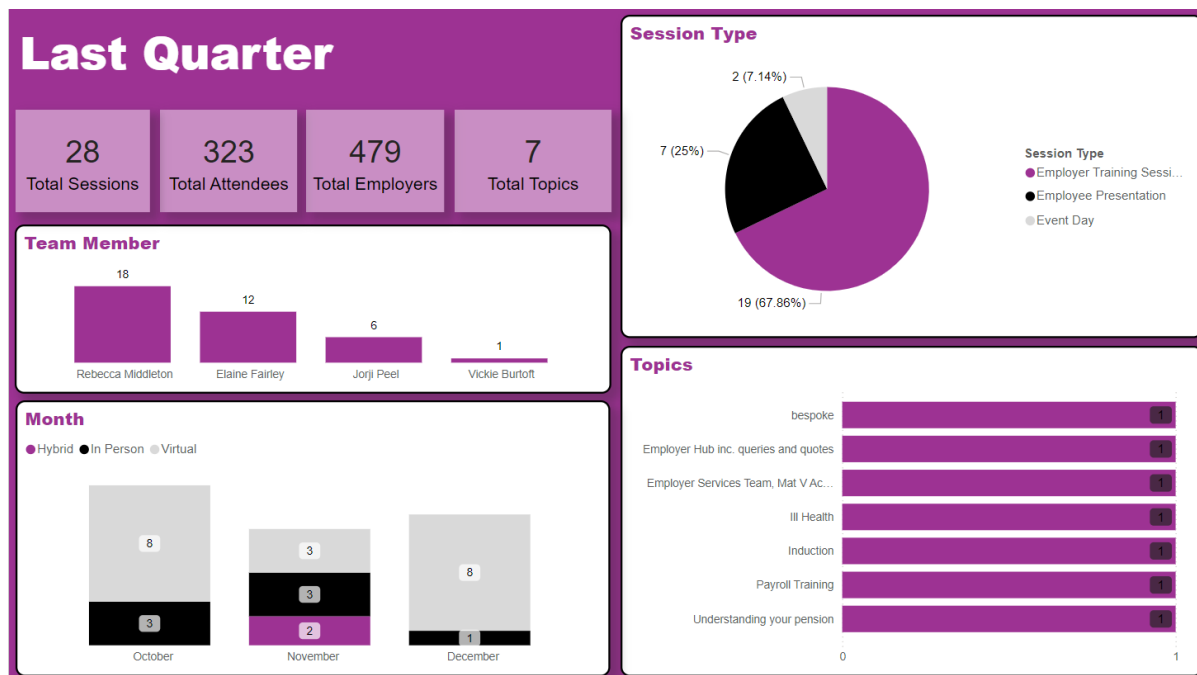 Last Quarter
28
Total Sessions
323
Total Attendees
479
Total Employers
7
Total Topics
Team Member
18
12
6
1
Rebecca Middleton
Elaine Fairley
Jorji Peel
Vickie Burtoft
Month
Hybrid In Person Virtual
8
3
3
3
2
8
1
October
November
December
Session Type
2 (7.14%)
7 (25%)
19 (67.86%)
Session Type
Employer Training Sessi...
Employee Presentation
Event Day
Topics
bespoke 1
Employer Hub inc. queries and quotes 1
Employer Services Team, Mat V Ac... 1
Ill Health 1
Induction 1
Payroll Training 1
Understanding your pension 1
0 1